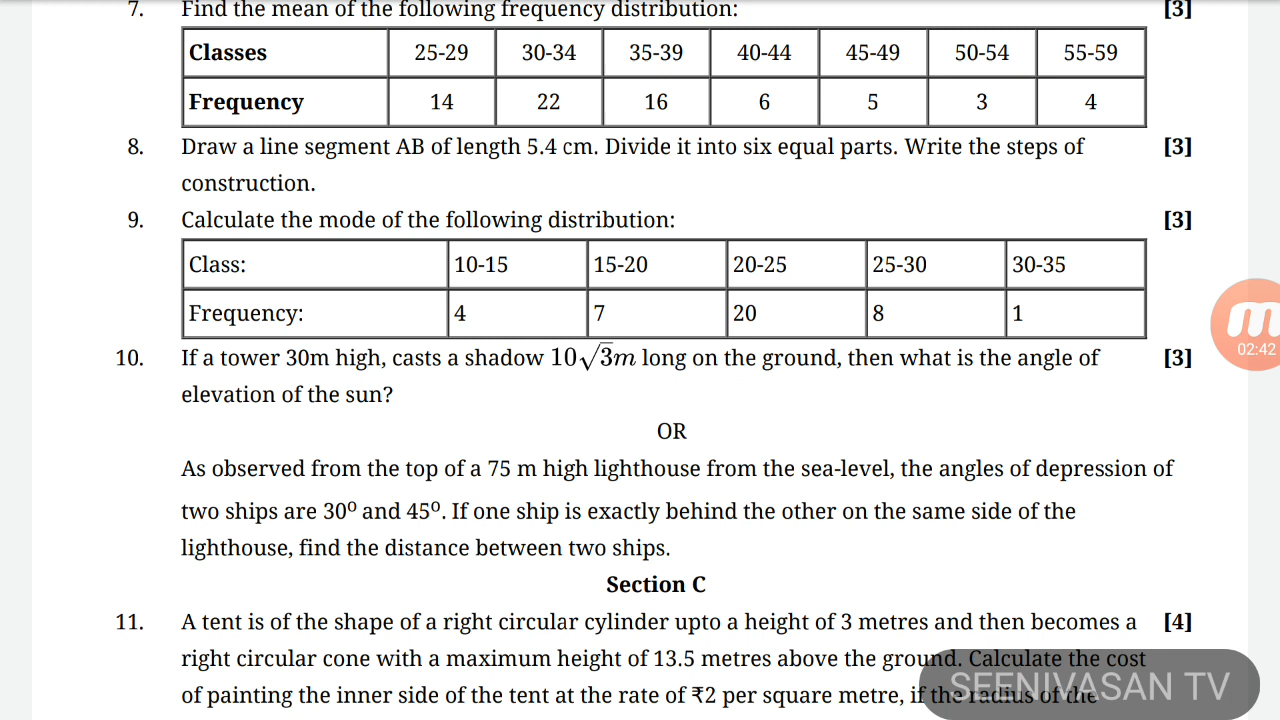 7. Find the mean of the following frequency distribution: [3]
Classes 25-29 30-34 35-39 40-44 45-49 50-54 55-59
Frequency 14 22 16 6 5 3 4
8. Draw a line segment AB of length 5.4 cm. Divide it into six equal parts. Write the steps of [3]
construction.
9. Calculate the mode of the following distribution: [3]
Class: 10-15 15-20 20-25 25-30 30-35
Frequency: 4 7 20 8 1
10. If a tower 30m high, casts a shadow 10√3m long on the ground, then what is the angle of [3]
elevation of the sun?
OR
As observed from the top of a 75 m high lighthouse from the sea-level, the angles of depression of
two ships are 30⁰ and 45⁰. If one ship is exactly behind the other on the same side of the
lighthouse, find the distance between two ships.
Section C
11. A tent is of the shape of a right circular cylinder upto a height of 3 metres and then becomes a [4]
right circular cone with a maximum height of 13.5 metres above the ground. Calculate the cost
of painting the inner side of the tent at the rate of ₹2 per square metre, if the radius of the
m
02:42
SEENIVASAN TV